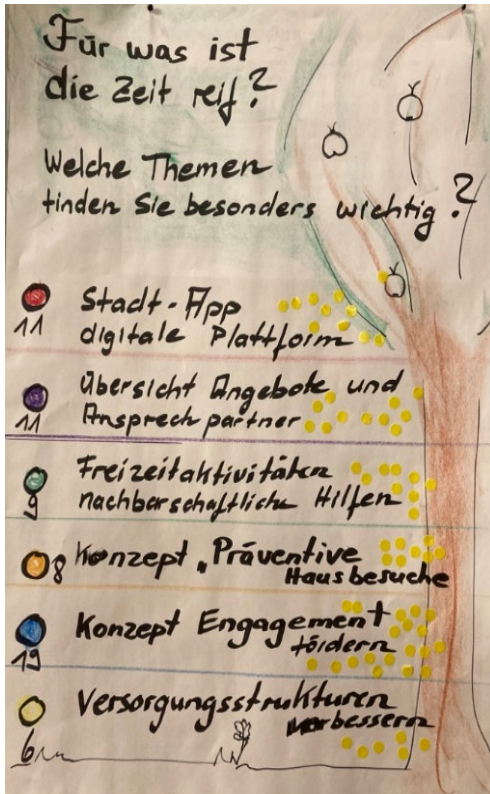 Für was ist
die Zeit reif?
Welche Themen
finden Sie besonders wichtig?
11 Stadt-App
digitale Plattform
11 Übersicht Angebote und
Ansprechpartner
9 Freizeitaktivitäten
nachbarschaftliche Hilfen
8 Konzept "Präventive
Hausbesuche
19 Konzept Engagement
fördern
6 Versorgungsstrukturen
verbessern